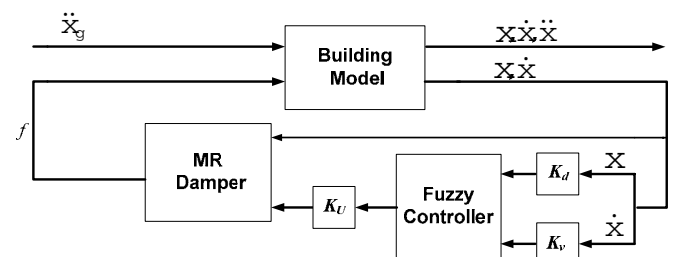 ẍg
x,ẋ,ẍ
Building
Model
x,ẋ
f
MR
Damper
Fuzzy
Controller
KU
Kd
x
Kv
ẋ